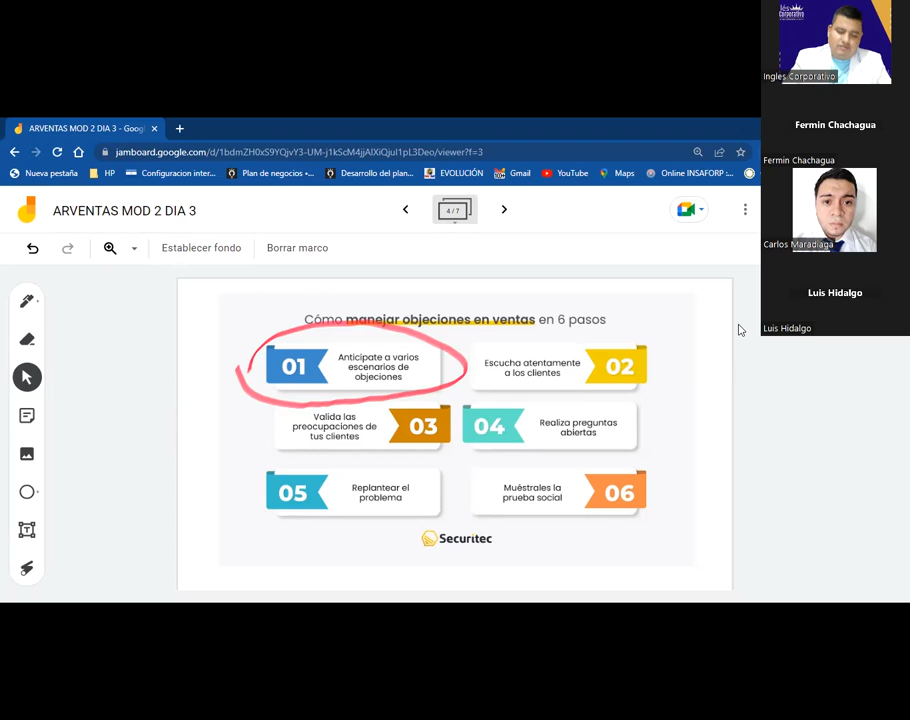 lés
Corporativo
Ingles Corporativo
Fermin Chachagua
Fermin Chachagua
Carlos Maradiaga
Luis Hidalgo
Luis Hidalgo
ARVENTAS MOD 2 DIA 3 - Goog
jamboard.google.com/d/1bdmZH0xS9YQjvY3-UM-j1kScM4jjAIXiQjuI1pL3Deo/viewer?f=3
Nueva pestaña
HP
Configuracion inter...
Plan de negocios •...
Desarrollo del plan...
EVOLUCIÓN
Gmail
YouTube
Maps
Online INSAFORP :...
ARVENTAS MOD 2 DIA 3
4 / 7
Establecer fondo
Borrar marco
Cómo manejar objeciones en ventas en 6 pasos
01
Anticípate a varios
escenarios de
objeciones
Escucha atentamente
a los clientes
02
Valida las
preocupaciones de
tus clientes
03
04
Realiza preguntas
abiertas
05
Replantear el
problema
Muéstrales la
prueba social
06
Securitec